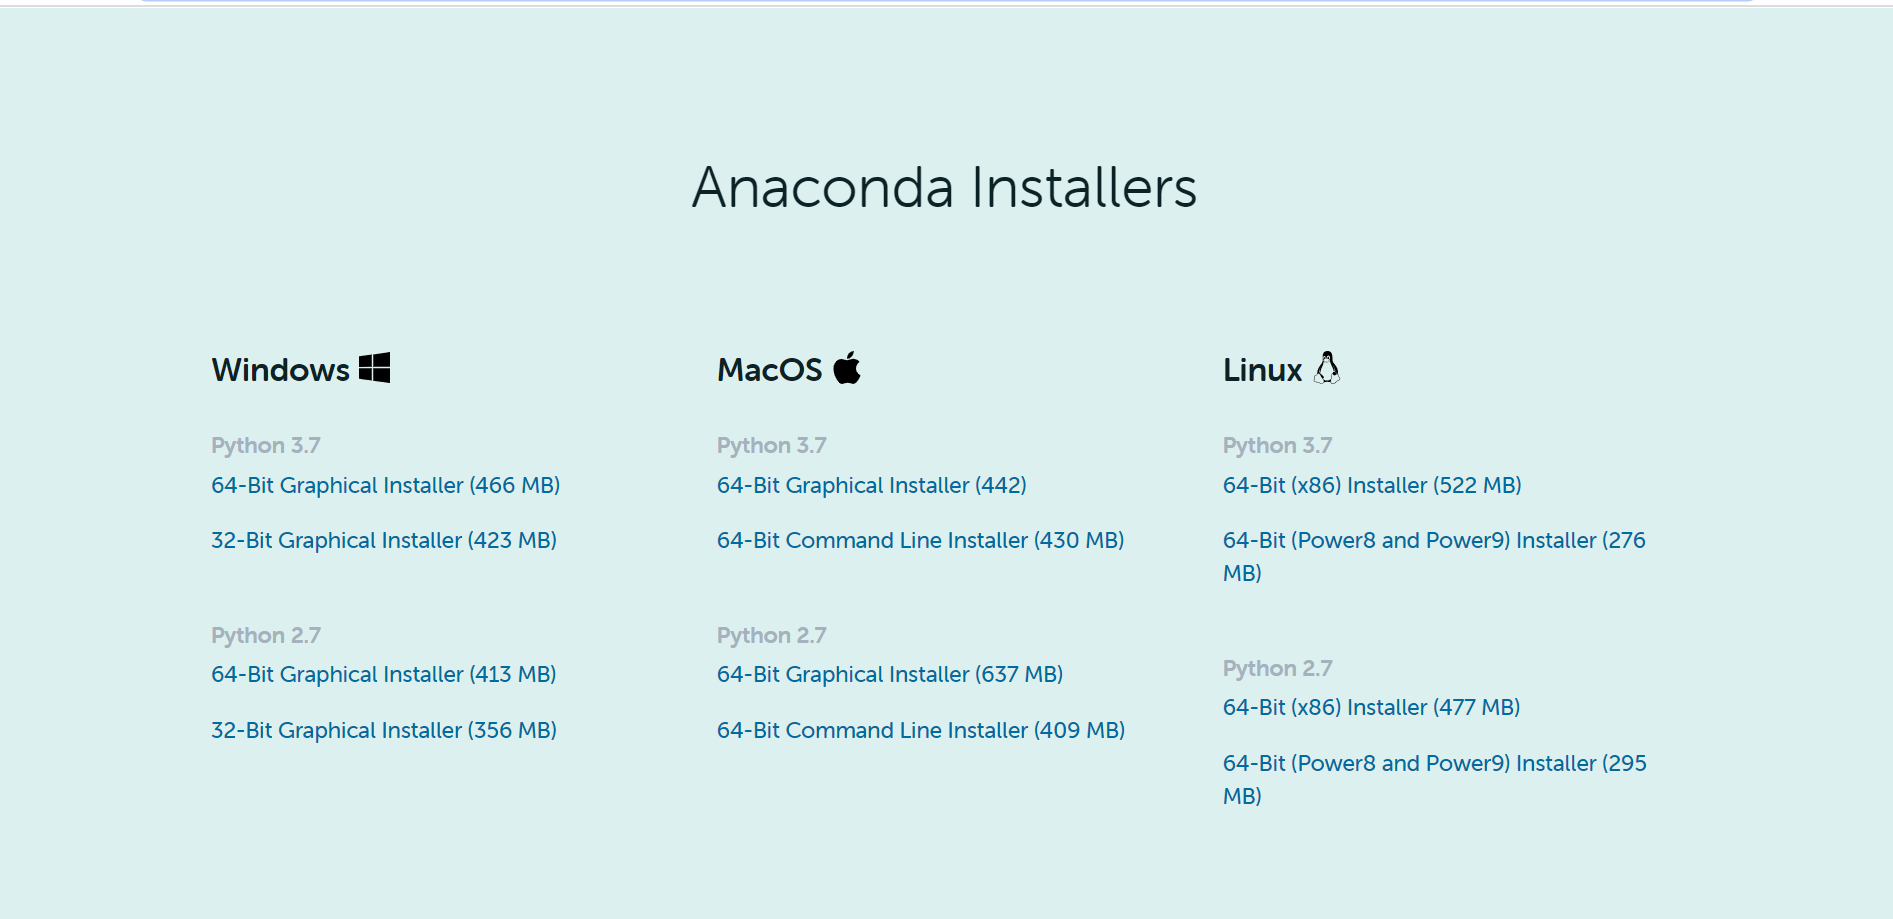 Anaconda Installers
Windows
Python 3.7
64-Bit Graphical Installer (466 MB)
32-Bit Graphical Installer (423 MB)
Python 2.7
64-Bit Graphical Installer (413 MB)
32-Bit Graphical Installer (356 MB)
MacOS
Python 3.7
64-Bit Graphical Installer (442)
64-Bit Command Line Installer (430 MB)
Python 2.7
64-Bit Graphical Installer (637 MB)
64-Bit Command Line Installer (409 MB)
Linux
Python 3.7
64-Bit (x86) Installer (522 MB)
64-Bit (Power8 and Power9) Installer (276
MB)
Python 2.7
64-Bit (x86) Installer (477 MB)
64-Bit (Power8 and Power9) Installer (295
MB)